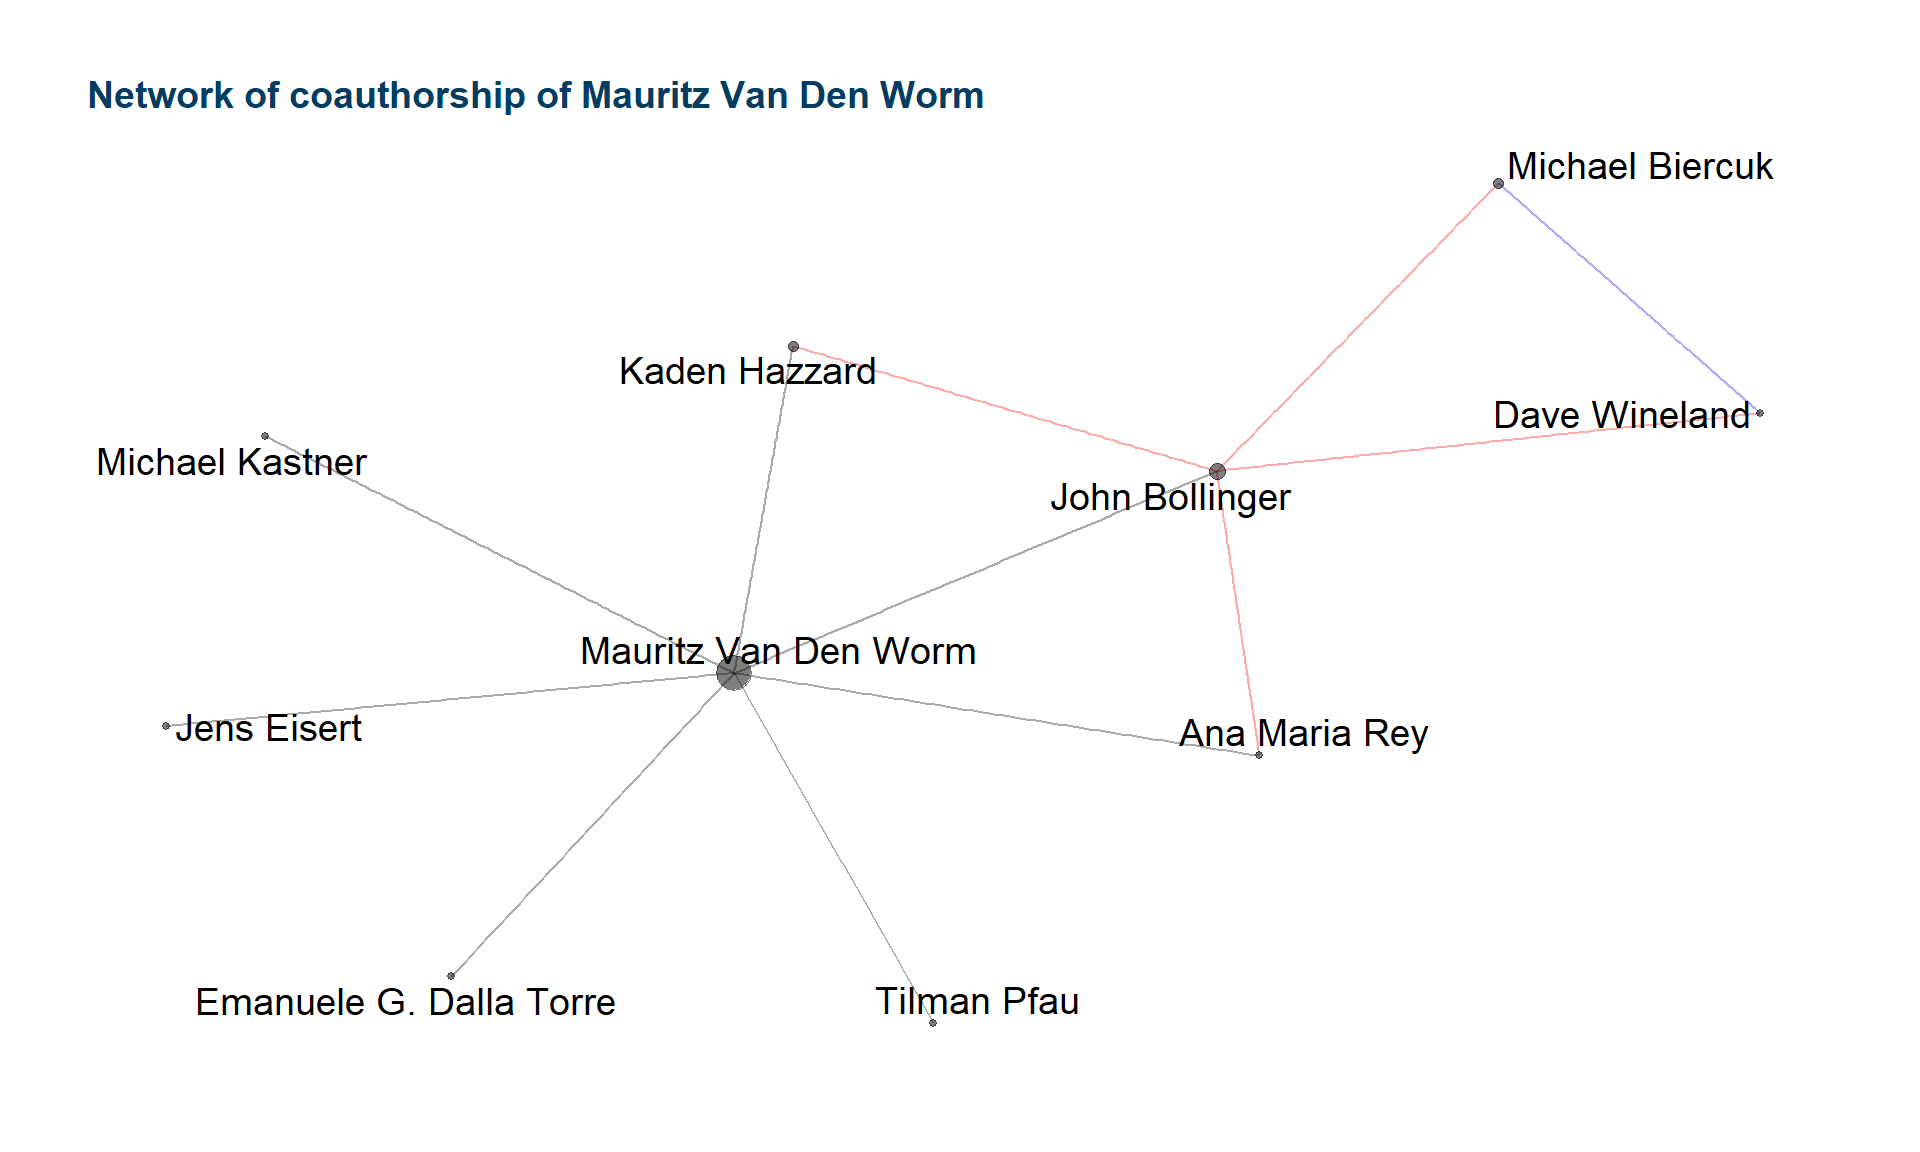 Network of coauthorship of Mauritz Van Den Worm
Michael Biercuk
Kaden Hazzard
Dave Wineland
Michael Kastner
John Bollinger
Mauritz Van Den Worm
Jens Eisert
Ana Maria Rey
Emanuele G. Dalla Torre
Tilman Pfau